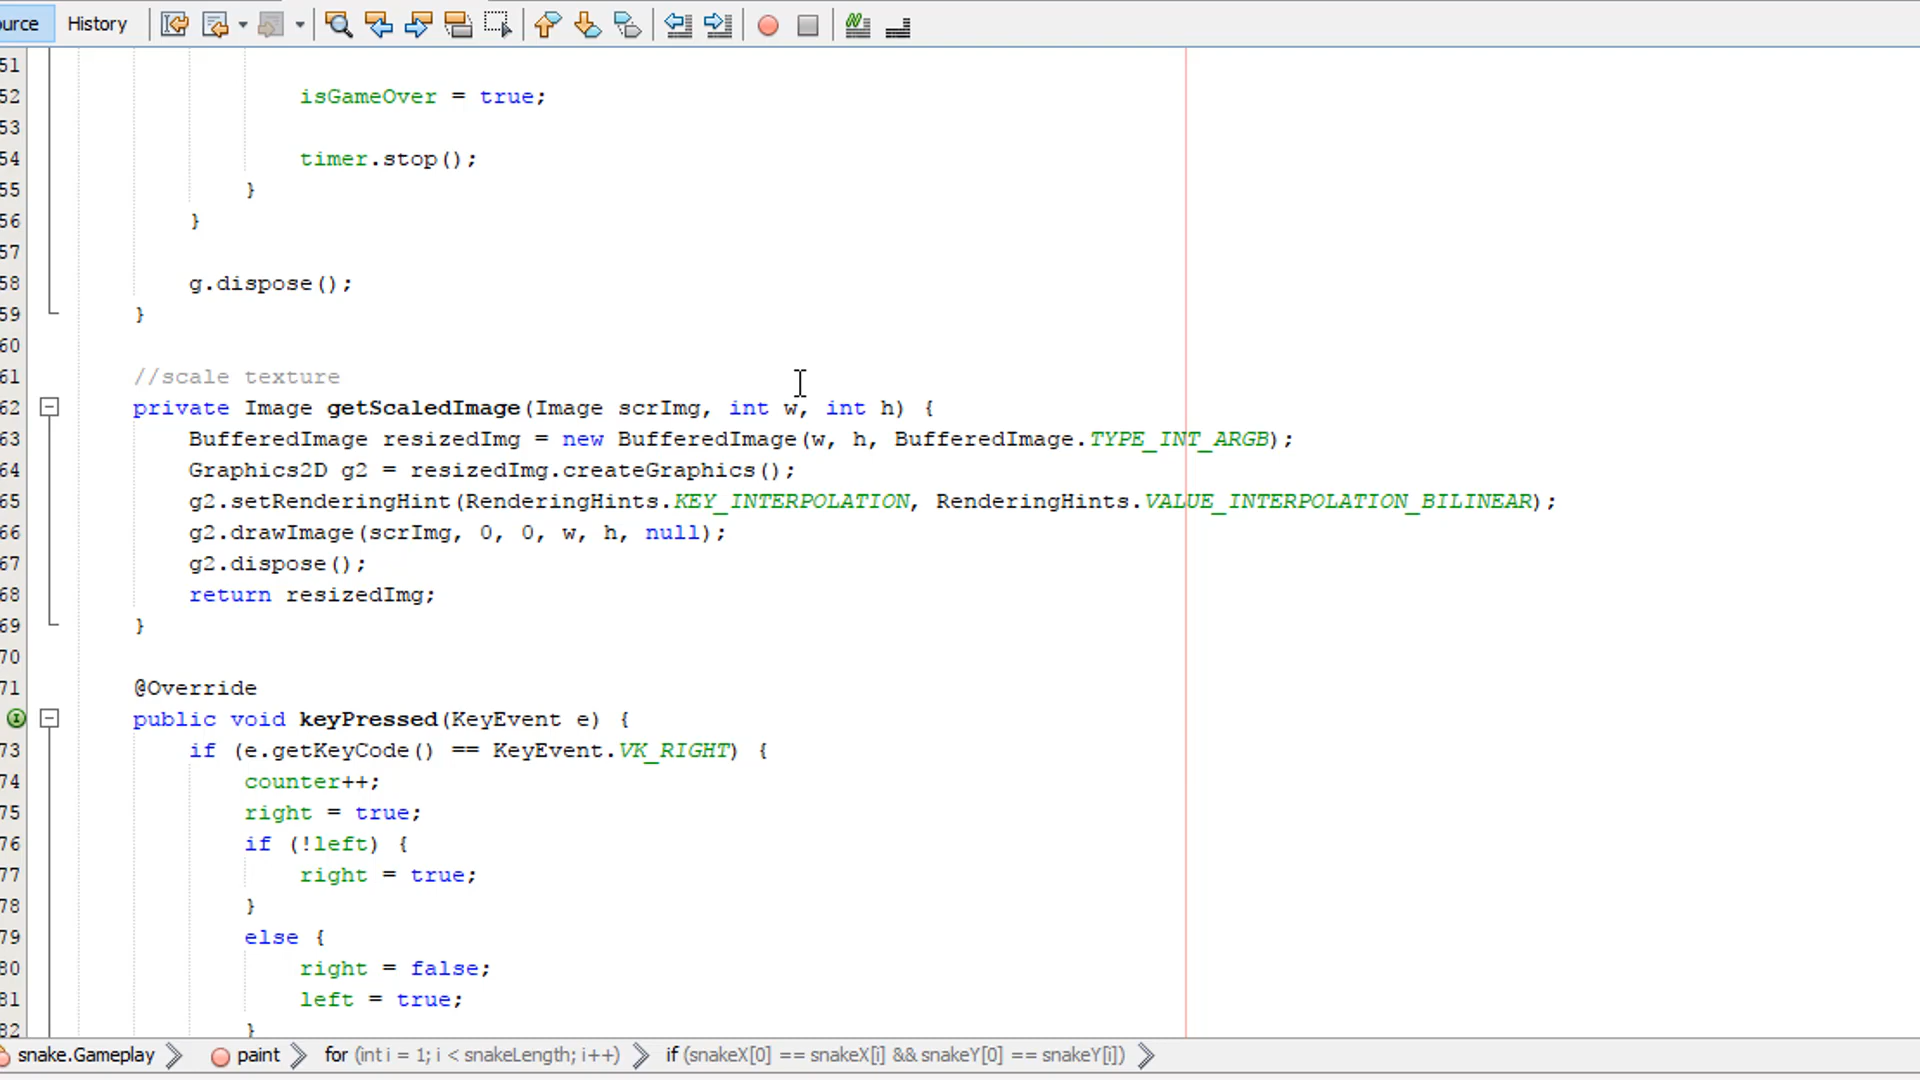 ource History
51
52 isGameOver = true;
53
54 timer.stop();
55 }
56 }
57
58 g.dispose();
59 }
60
61 //scale texture
62 private Image getScaledImage(Image scrImg, int w, int h) {
63 BufferedImage resizedImg = new BufferedImage(w, h, BufferedImage.TYPE_INT_ARGB);
64 Graphics2D g2 = resizedImg.createGraphics();
65 g2.setRenderingHint(RenderingHints.KEY_INTERPOLATION, RenderingHints.VALUE_INTERPOLATION_BILINEAR);
66 g2.drawImage(scrImg, 0, 0, w, h, null);
67 g2.dispose();
68 return resizedImg;
69 }
70
71 @Override
public void keyPressed(KeyEvent e) {
73 if (e.getKeyCode() == KeyEvent.VK_RIGHT) {
74 counter++;
75 right = true;
76 if (!left) {
77 right = true;
78 }
79 else {
80 right = false;
81 left = true;
82 }
snake.Gameplay paint for (int i = 1; i < snakeLength; i++) if (snakeX[0] == snakeX[i] && snakeY[0] == snakeY[i])